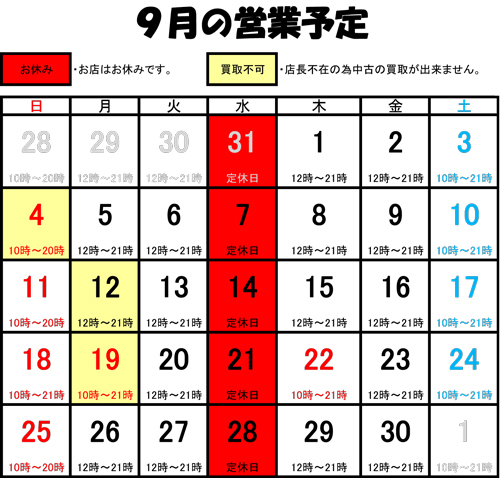 9月の営業予定
お休み ・お店はお休みです。 買取不可 ・店長不在の為中古の買取が出来ません。
日 月 火 水 木 金 土
28 29 30 31 1 2 3
10時～20時 12時～21時 12時～21時 定休日 12時～21時 12時～21時 10時～21時
4 5 6 7 8 9 10
10時～20時 12時～21時 12時～21時 定休日 12時～21時 12時～21時 10時～21時
11 12 13 14 15 16 17
10時～20時 12時～21時 12時～21時 定休日 12時～21時 12時～21時 10時～21時
18 19 20 21 22 23 24
10時～21時 10時～21時 12時～21時 定休日 10時～21時 12時～21時 10時～21時
25 26 27 28 29 30 1
10時～20時 12時～21時 12時～21時 定休日 12時～21時 12時～21時 10時～21時